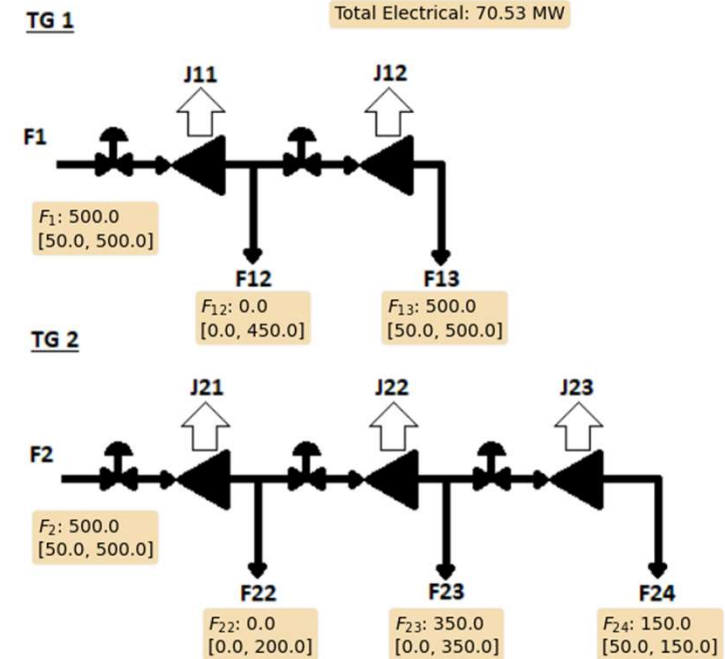 Total Electrical: 70.53 MW
TG 1
J11
J12
F1
F₁: 500.0
[50.0, 500.0]
F12
F13
F₁₂: 0.0
[0.0, 450.0]
F₁₃: 500.0
[50.0, 500.0]
TG 2
J21
J22
J23
F2
F₂: 500.0
[50.0, 500.0]
F22
F23
F24
F₂₂: 0.0
[0.0, 200.0]
F₂₃: 350.0
[0.0, 350.0]
F₂₄: 150.0
[50.0, 150.0]